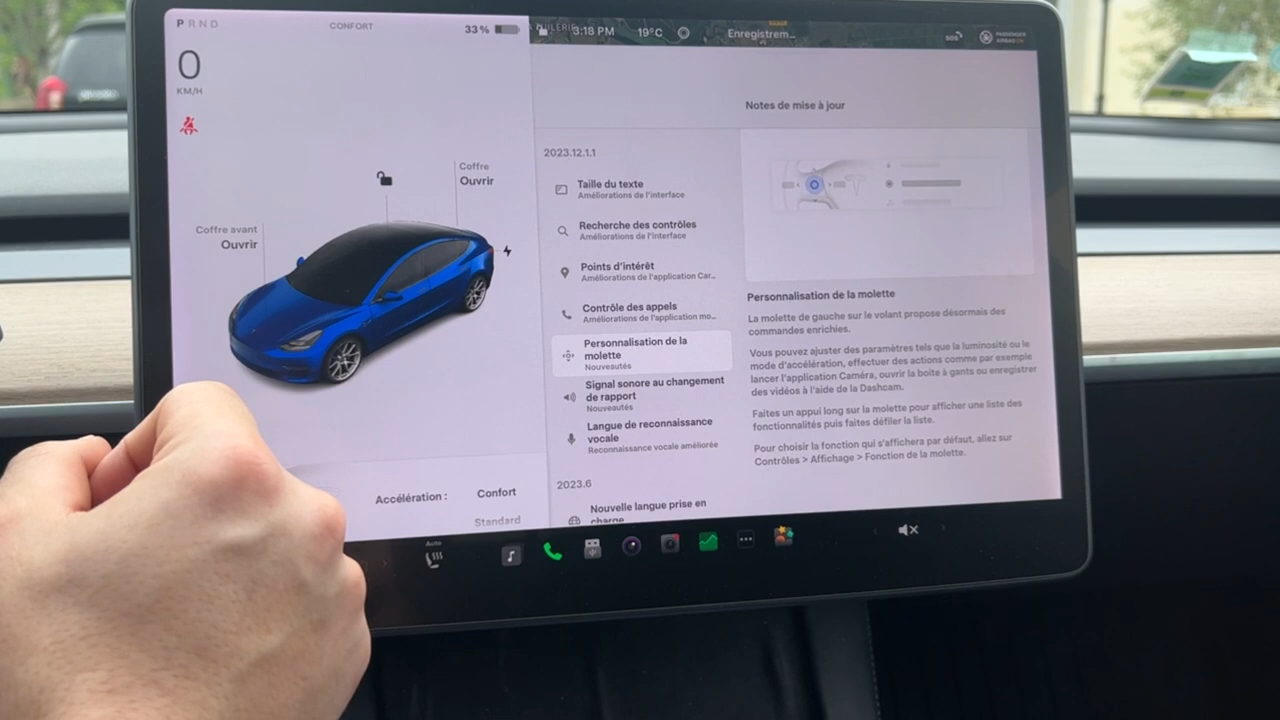 P R N D
CONFORT
33 %
3:18 PM
19°C
Enregistrem...
SOS
PASSENGER
AIRBAG ON
0
KM/H
Coffre
Ouvrir
Coffre avant
Ouvrir
Accélération :
Confort
Standard
Notes de mise à jour
2023.12.1.1
Taille du texte
Améliorations de l'interface
Recherche des contrôles
Améliorations de l'interface
Points d'intérêt
Améliorations de l'application Car...
Contrôle des appels
Améliorations de l'application mo...
Personnalisation de la
molette
Nouveautés
Signal sonore au changement
de rapport
Nouveautés
Langue de reconnaissance
vocale
Reconnaissance vocale améliorée
2023.6
Nouvelle langue prise en
charge
Personnalisation de la molette
La molette de gauche sur le volant propose désormais des
commandes enrichies.
Vous pouvez ajuster des paramètres tels que la luminosité ou le
mode d'accélération, effectuer des actions comme par exemple
lancer l'application Caméra, ouvrir la boite à gants ou enregistrer
des vidéos à l'aide de la Dashcam.
Faites un appui long sur la molette pour afficher une liste des
fonctionnalités puis faites défiler la liste.
Pour choisir la fonction qui s'affichera par défaut, allez sur
Contrôles > Affichage > Fonction de la molette.
Auto